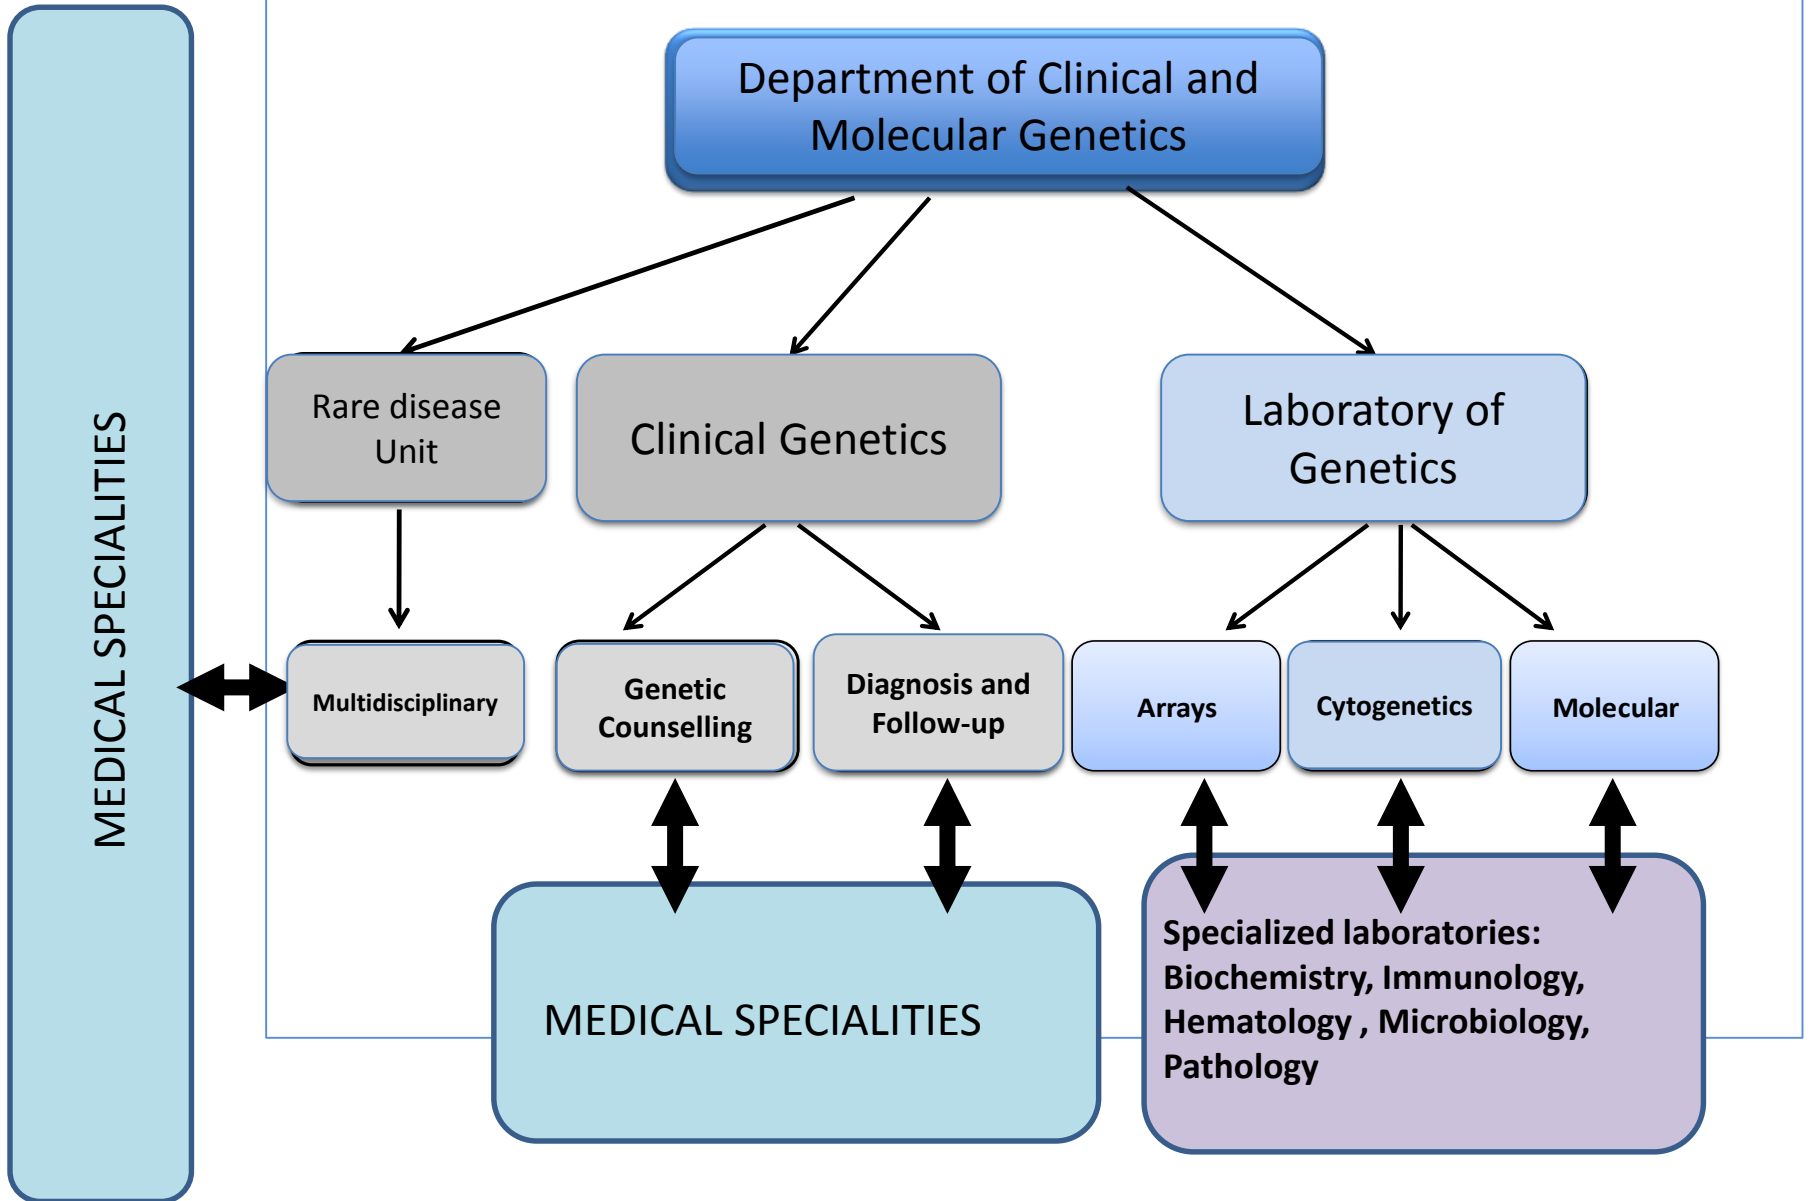 MEDICAL SPECIALITIES
Department of Clinical and
Molecular Genetics
Rare disease
Unit
Clinical Genetics
Laboratory of
Genetics
Multidisciplinary
Genetic
Counselling
Diagnosis and
Follow-up
Arrays
Cytogenetics
Molecular
MEDICAL SPECIALITIES
Specialized laboratories:
Biochemistry, Immunology,
Hematology , Microbiology,
Pathology